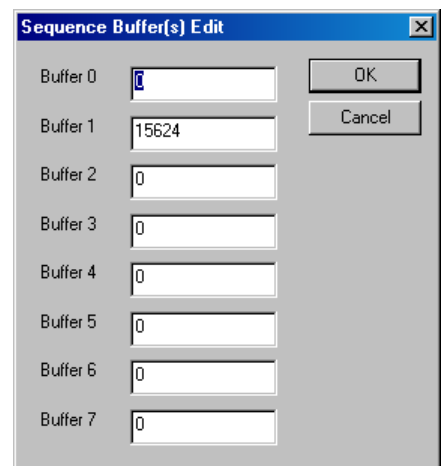 Sequence Buffer(s) Edit
Buffer 0 0 OK
Buffer 1 15624 Cancel
Buffer 2 0
Buffer 3 0
Buffer 4 0
Buffer 5 0
Buffer 6 0
Buffer 7 0